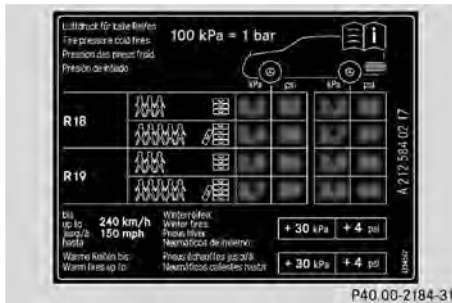 Luftdruck für kalte Reifen
Tire pressure cold tires
Pression des pneus froid
Presión de inflado
100 kPa = 1 bar
kPa psi kPa psi
R18
R19
bis
up to
jusqu'à
hasta
240 km/h
150 mph
Winterreifen:
Winter tires:
Pneus hiver:
Neumáticos de invierno:
+ 30 kPa + 4 psi
Warme Reifen bis:
Warm tires up to:
Pneus échauffés jusqu'à:
Neumáticos calientes hasta:
+ 30 kPa + 4 psi
A 212 584 02 17
P40.00-2184-31